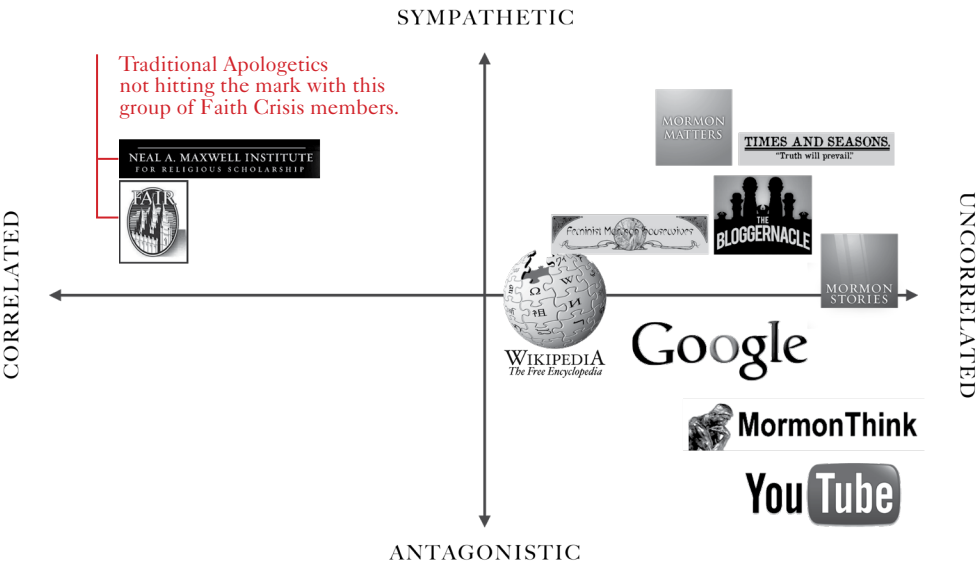 SYMPATHETIC
Traditional Apologetics
not hitting the mark with this
group of Faith Crisis members.
NEAL A. MAXWELL INSTITUTE
FOR RELIGIOUS SCHOLARSHIP
FAIR
MORMON
MATTERS
TIMES AND SEASONS.
"Truth will prevail."
THE
BLOGGERNACLE
Feminist Mormon Housewives
MORMON
STORIES
CORRELATED
UNCORRELATED
WIKIPEDIA
The Free Encyclopedia
Google
MormonThink
YouTube
ANTAGONISTIC